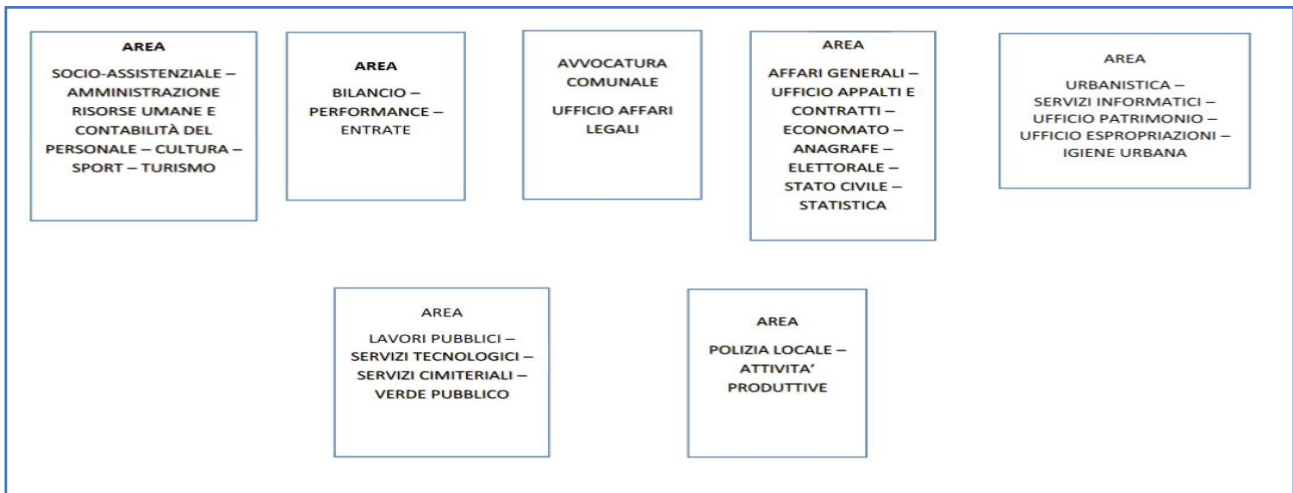 AREA
SOCIO-ASSISTENZIALE –
AMMINISTRAZIONE
RISORSE UMANE E
CONTABILITÀ DEL
PERSONALE – CULTURA –
SPORT – TURISMO
AREA
BILANCIO –
PERFORMANCE –
ENTRATE
AVVOCATURA
COMUNALE
UFFICIO AFFARI
LEGALI
AREA
AFFARI GENERALI –
UFFICIO APPALTI E
CONTRATTI –
ECONOMATO –
ANAGRAFE –
ELETTORALE –
STATO CIVILE –
STATISTICA
AREA
URBANISTICA –
SERVIZI INFORMATICI –
UFFICIO PATRIMONIO –
UFFICIO ESPROPRIAZIONI –
IGIENE URBANA
AREA
LAVORI PUBBLICI –
SERVIZI TECNOLOGICI –
SERVIZI CIMITERIALI –
VERDE PUBBLICO
AREA
POLIZIA LOCALE –
ATTIVITA’
PRODUTTIVE